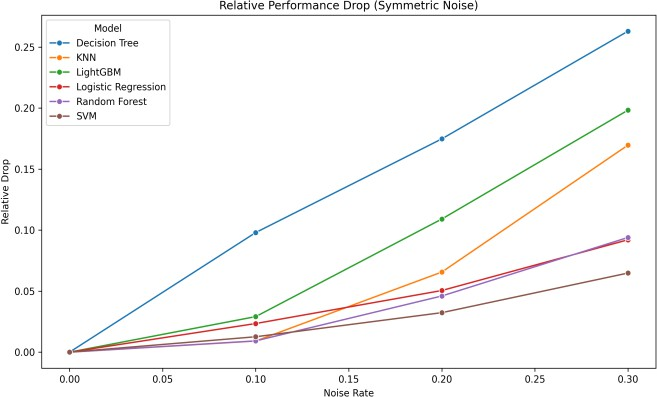 Relative Performance Drop (Symmetric Noise)
Model
Decision Tree
KNN
LightGBM
Logistic Regression
Random Forest
SVM
Relative Drop
0.25
0.20
0.15
0.10
0.05
0.00
0.00 0.05 0.10 0.15 0.20 0.25 0.30
Noise Rate